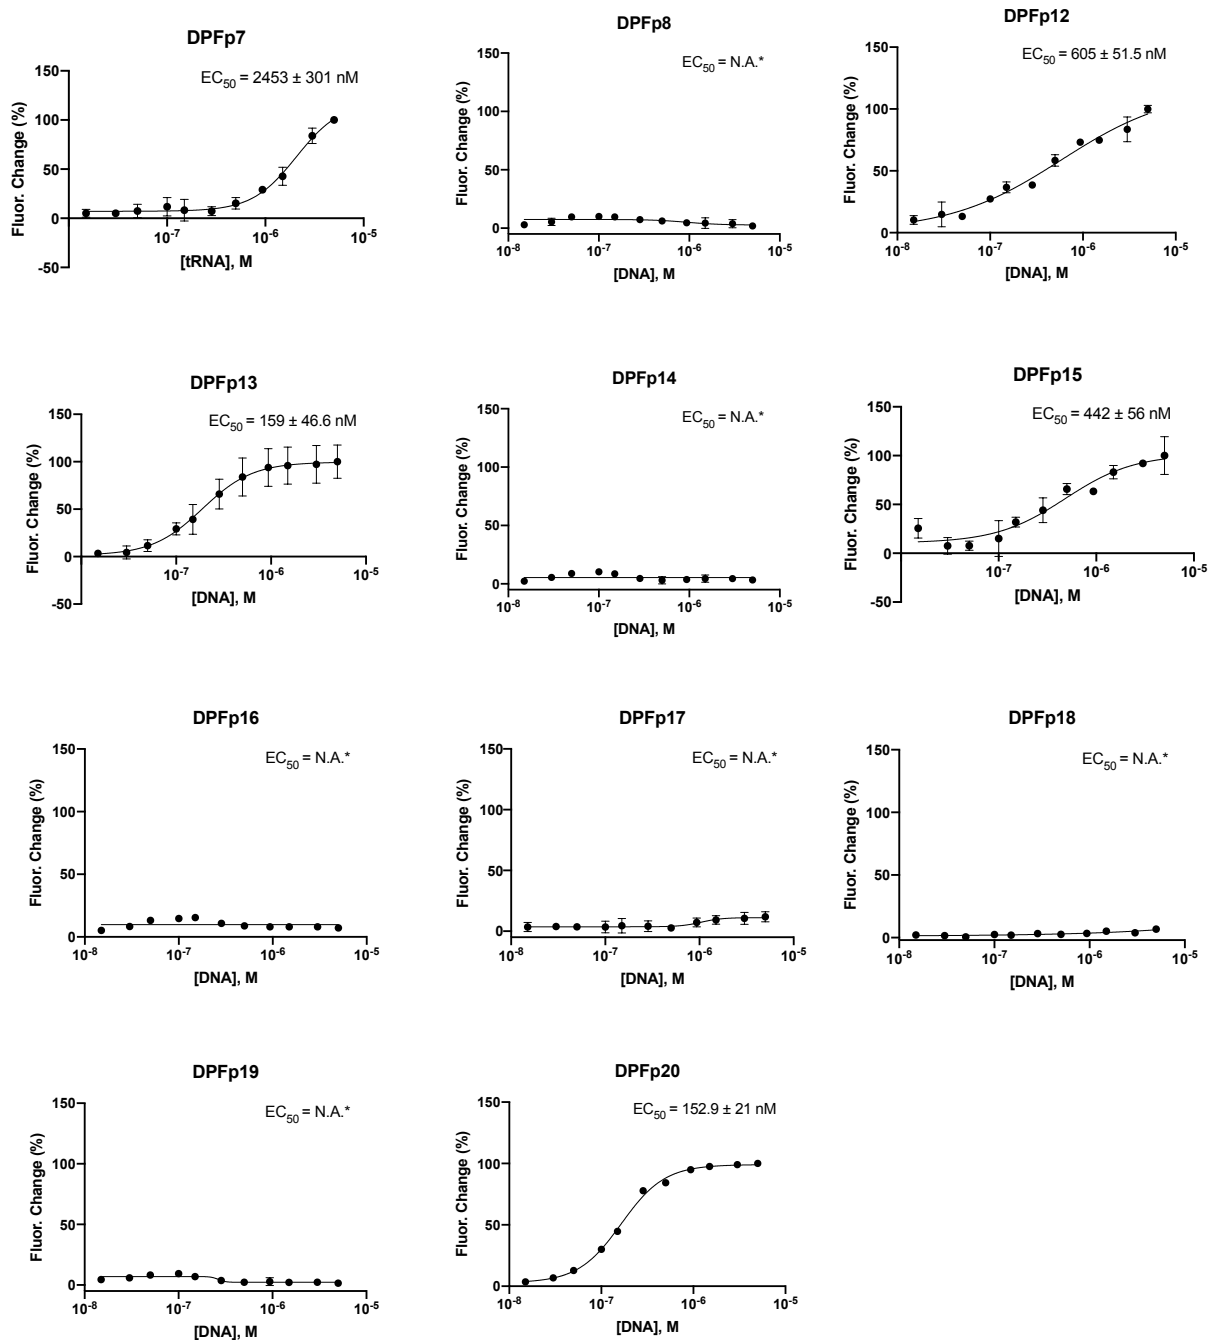 DPFp7
EC50 = 2453 ± 301 nM
Fluor. Change (%)
150
100
50
0
-50
10-7
10-6
10-5
[tRNA], M
DPFp8
EC50 = N.A.*
Fluor. Change (%)
150
100
50
0
10-8
10-7
10-6
10-5
[DNA], M
DPFp12
EC50 = 605 ± 51.5 nM
Fluor. Change (%)
150
100
50
0
10-8
10-7
10-6
10-5
[DNA], M
DPFp13
EC50 = 159 ± 46.6 nM
Fluor. Change (%)
150
100
50
0
-50
10-7
10-6
10-5
[DNA], M
DPFp14
EC50 = N.A.*
Fluor. Change (%)
150
100
50
0
10-8
10-7
10-6
10-5
[DNA], M
DPFp15
EC50 = 442 ± 56 nM
Fluor. Change (%)
150
100
50
0
-50
10-7
10-6
10-5
[DNA], M
DPFp16
EC50 = N.A.*
Fluor. Change (%)
150
100
50
0
10-8
10-7
10-6
10-5
[DNA], M
DPFp17
EC50 = N.A.*
Fluor. Change (%)
150
100
50
0
10-8
10-7
10-6
10-5
[DNA], M
DPFp18
EC50 = N.A.*
Fluor. Change (%)
150
100
50
0
10-8
10-7
10-6
10-5
[DNA], M
DPFp19
EC50 = N.A.*
Fluor. Change (%)
150
100
50
0
10-8
10-7
10-6
10-5
[DNA], M
DPFp20
EC50 = 152.9 ± 21 nM
Fluor. Change (%)
150
100
50
0
10-8
10-7
10-6
10-5
[DNA], M